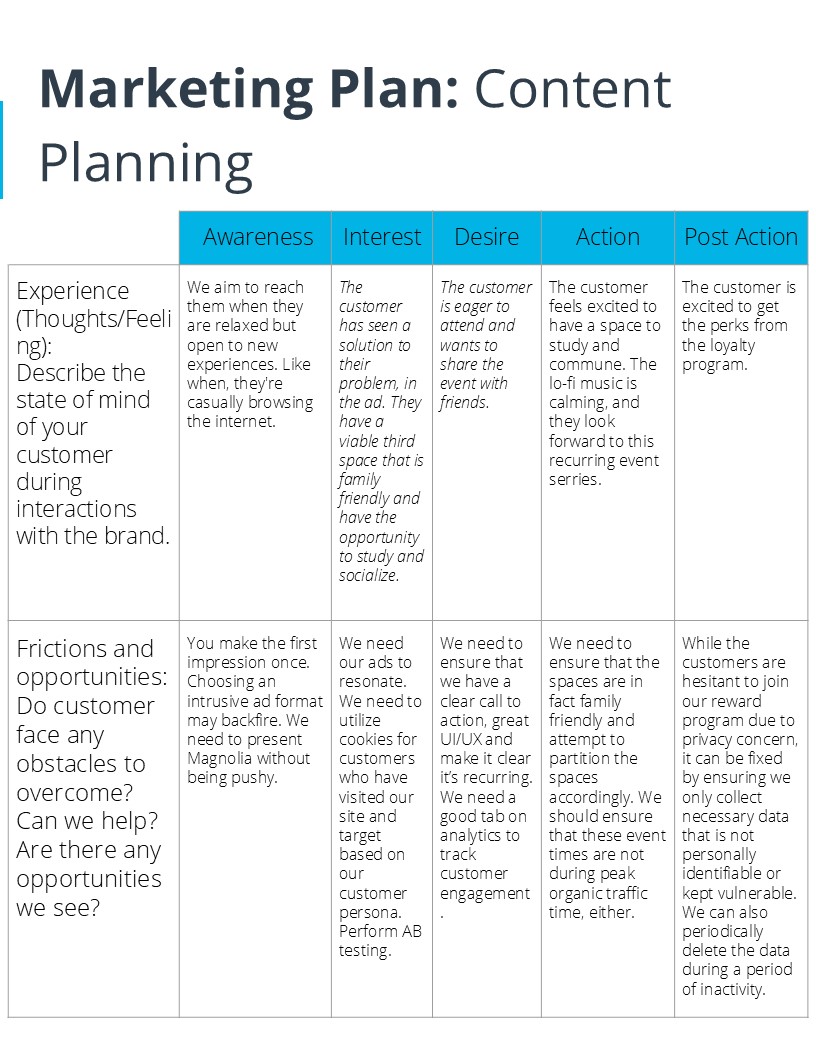 Marketing Plan: Content
Planning
Awareness
Interest
Desire
Action
Post Action
Experience
(Thoughts/Feeli
ng):
Describe the
state of mind
of your
customer
during
interactions
with the brand.
We aim to reach
them when they
are relaxed but
open to new
experiences. Like
when, they're
casually browsing
the internet.
The
customer
has seen a
solution to
their
problem, in
the ad. They
have a
viable third
space that is
family
friendly and
have the
opportunity
to study and
socialize.
The customer
is eager to
attend and
wants to
share the
event with
friends.
The customer
feels excited to
have a space to
study and
commune. The
lo-fi music is
calming, and
they look
forward to this
recurring event
serries.
The customer is
excited to get
the perks from
the loyalty
program.
Frictions and
opportunities:
Do customer
face any
obstacles to
overcome?
Can we help?
Are there any
opportunities
we see?
You make the first
impression once.
Choosing an
intrusive ad format
may backfire. We
need to present
Magnolia without
being pushy.
We need
our ads to
resonate.
We need to
utilize
cookies for
customers
who have
visited our
site and
target
based on
our
customer
persona.
Perform AB
testing.
We need to
ensure that
we have a
clear call to
action, great
UI/UX and
make it clear
it's recurring.
We need a
good tab on
analytics to
track
customer
engagement
.
We need to
ensure that the
spaces are in
fact family
friendly and
attempt to
partition the
spaces
accordingly. We
should ensure
that these event
times are not
during peak
organic traffic
time, either.
While the
customers are
hesitant to join
our reward
program due to
privacy concern,
it can be fixed
by ensuring we
only collect
necessary data
that is not
personally
identifiable or
kept vulnerable.
We can also
periodically
delete the data
during a period
of inactivity.